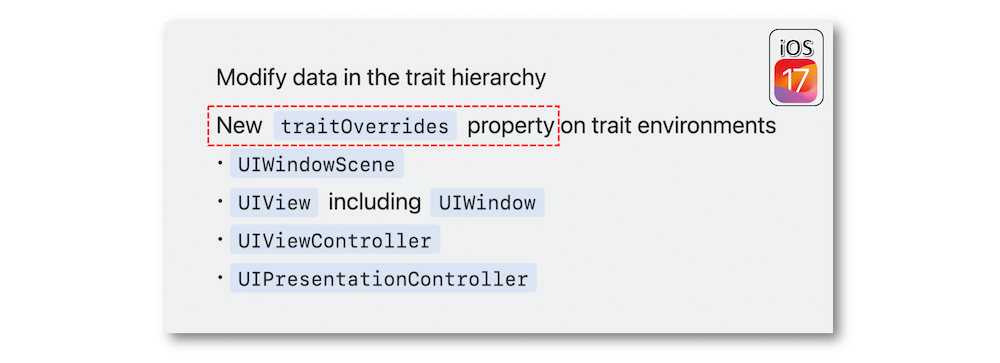 iOS
17
Modify data in the trait hierarchy
New traitOverrides property on trait environments
• UIWindowScene
• UIView including UIWindow
• UIViewController
• UIPresentationController